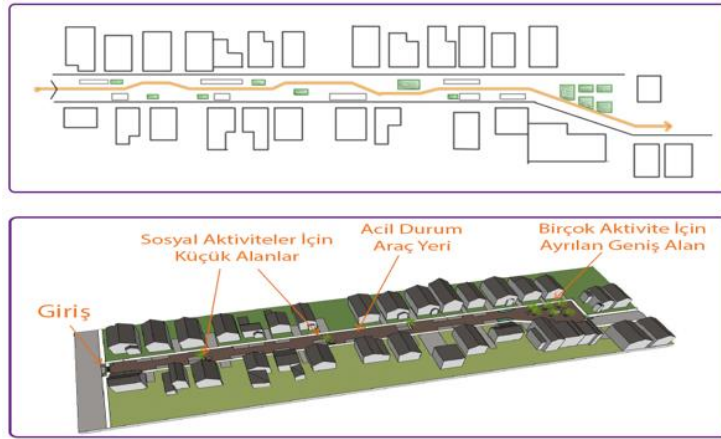 Sosyal Aktiviteler İçin
Küçük Alanlar
Acil Durum
Araç Yeri
Birçok Aktivite İçin
Ayrılan Geniş Alan
Giriş